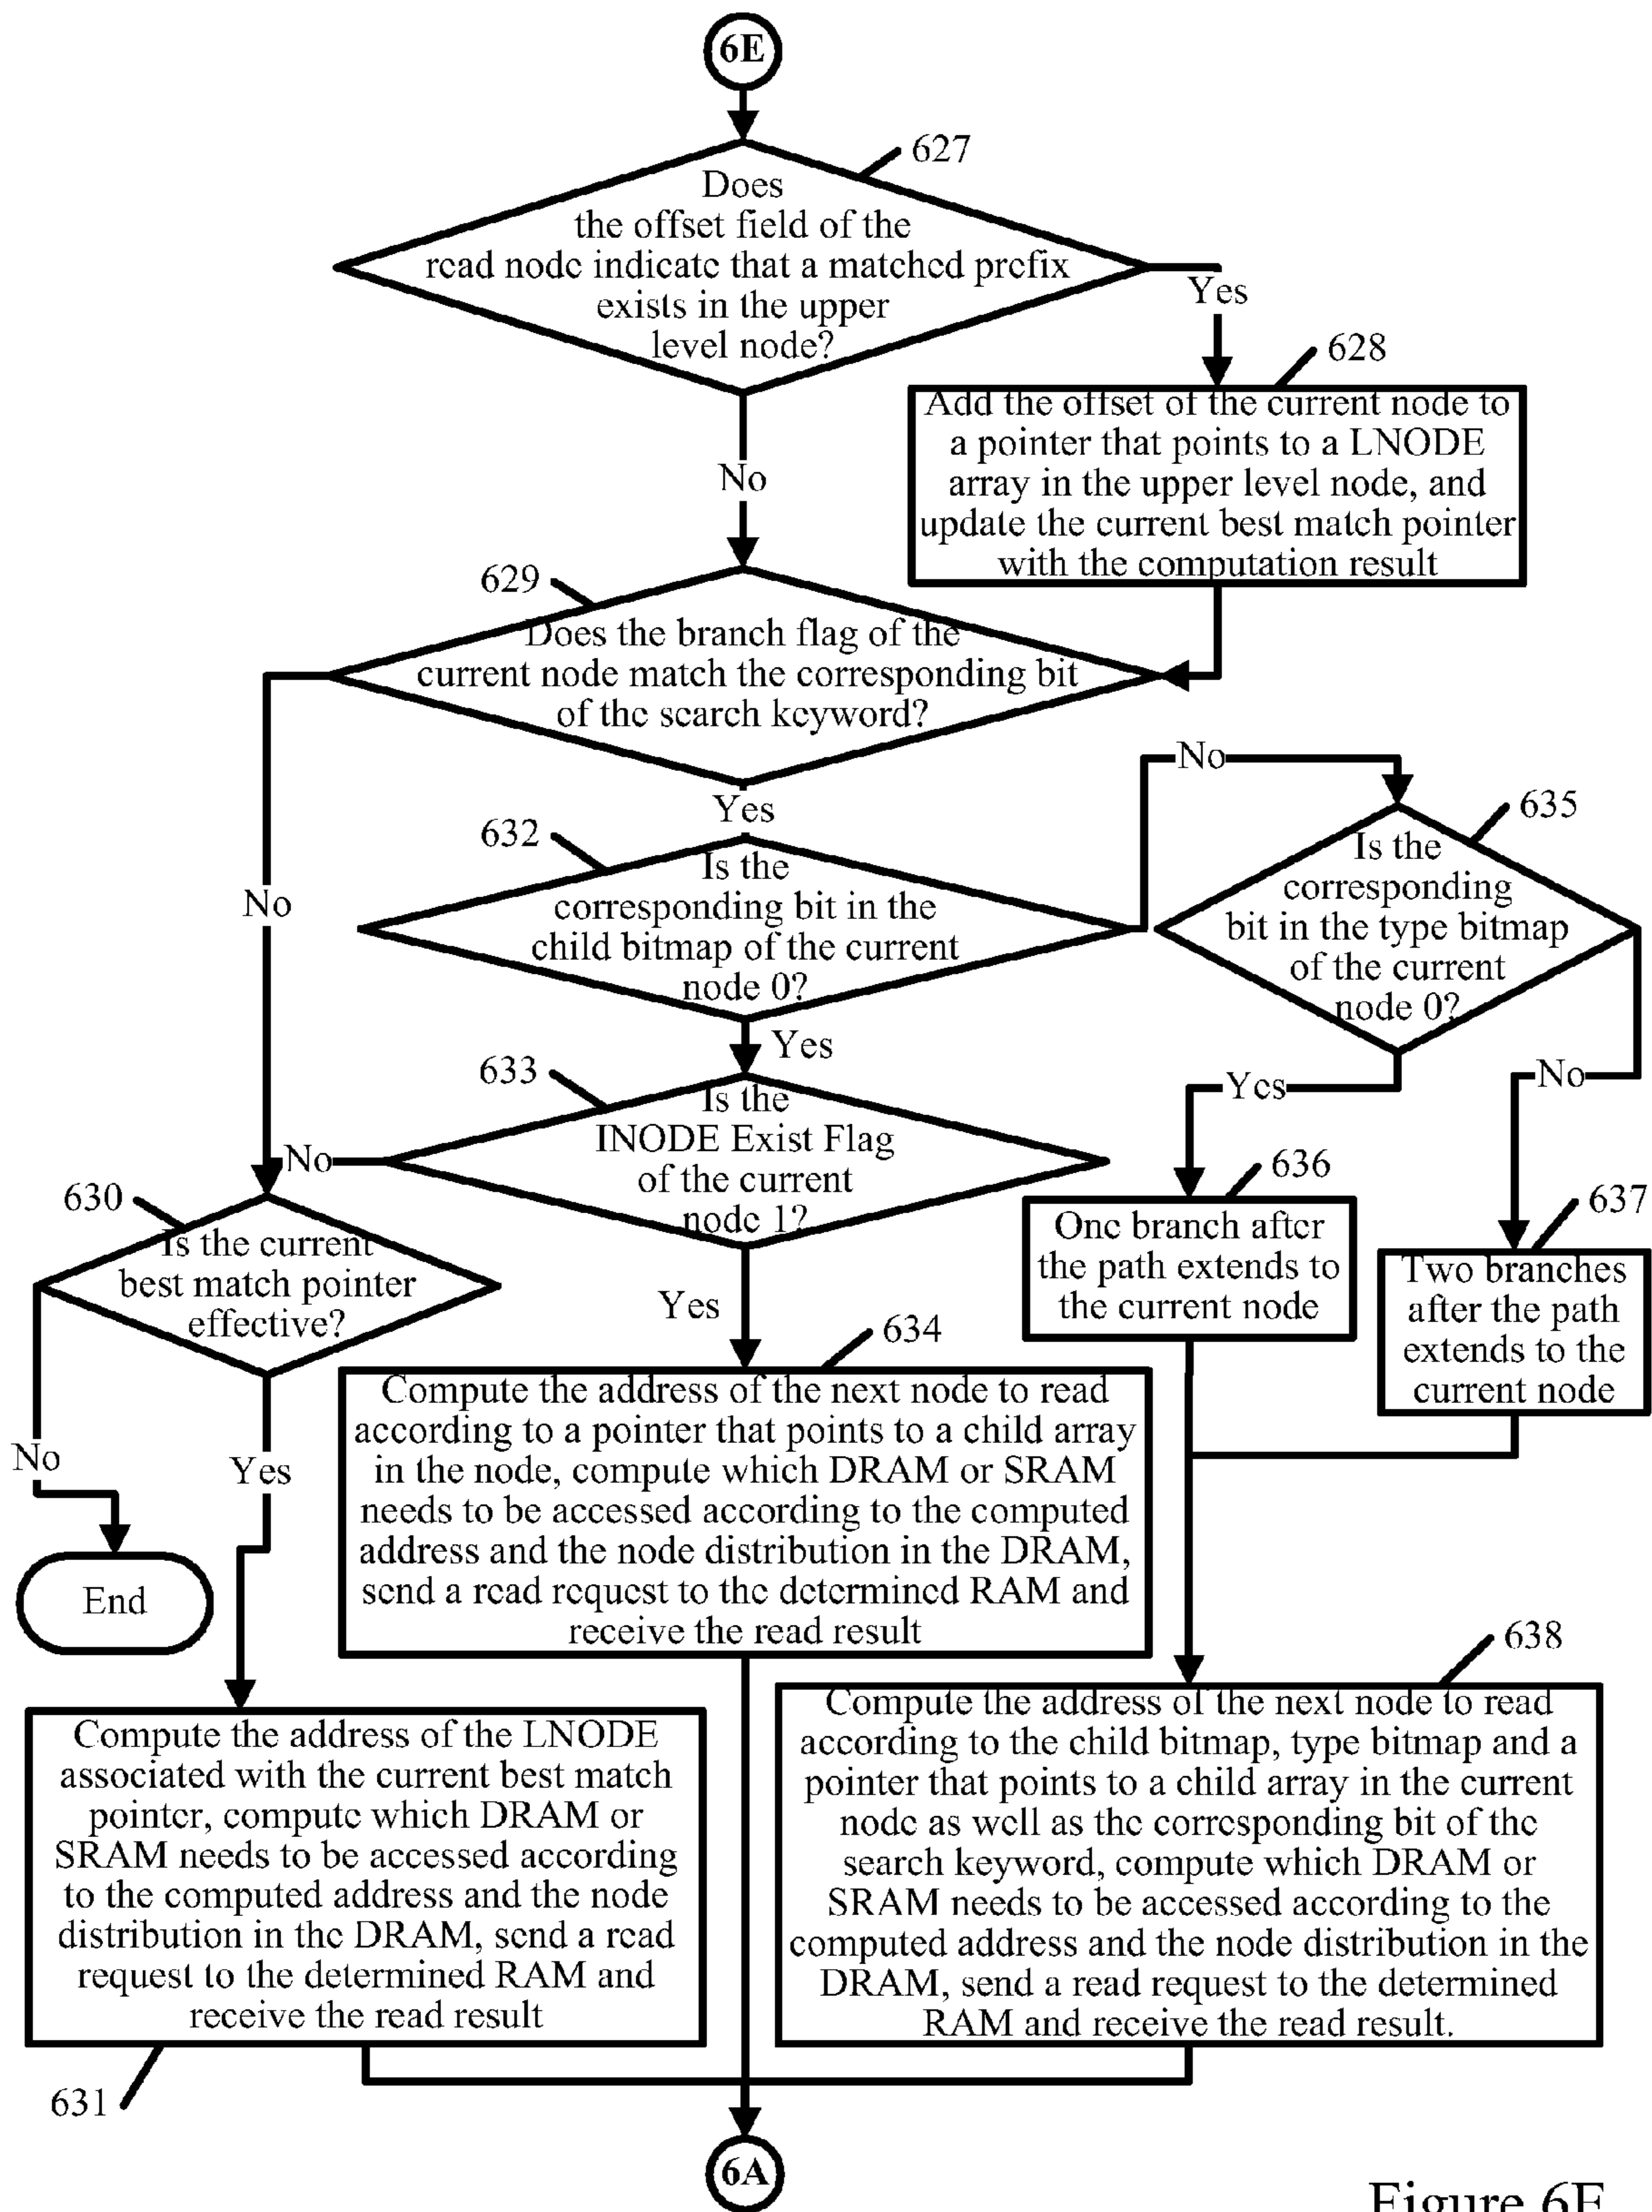 6E
627
Does
the offset field of the
read node indicate that a matched prefix
exists in the upper
level node?
Yes
628
Add the offset of the current node to
a pointer that points to a LNODE
array in the upper level node, and
update the current best match pointer
with the computation result
No
629
Does the branch flag of the
current node match the corresponding bit
of the search keyword?
No
Yes
632
Is the
corresponding bit in the
child bitmap of the current
node 0?
No
635
Is the
corresponding
bit in the type bitmap
of the current
node 0?
Yes
633
Is the
INODE Exist Flag
of the current
node 1?
No
Yes
No
630
Is the current
best match pointer
effective?
636
One branch after
the path extends to
the current node
637
Two branches
after the path
extends to the
current node
Yes
634
Compute the address of the next node to read
according to a pointer that points to a child array
in the node, compute which DRAM or SRAM
needs to be accessed according to the computed
address and the node distribution in the DRAM,
send a read request to the determined RAM and
receive the read result
No
Yes
End
638
Compute the address of the next node to read
according to the child bitmap, type bitmap and a
pointer that points to a child array in the current
node as well as the corresponding bit of the
search keyword, compute which DRAM or
SRAM needs to be accessed according to the
computed address and the node distribution in the
DRAM, send a read request to the determined
RAM and receive the read result.
Compute the address of the LNODE
associated with the current best match
pointer, compute which DRAM or
SRAM needs to be accessed according
to the computed address and the node
distribution in the DRAM, send a read
request to the determined RAM and
receive the read result
631
6A